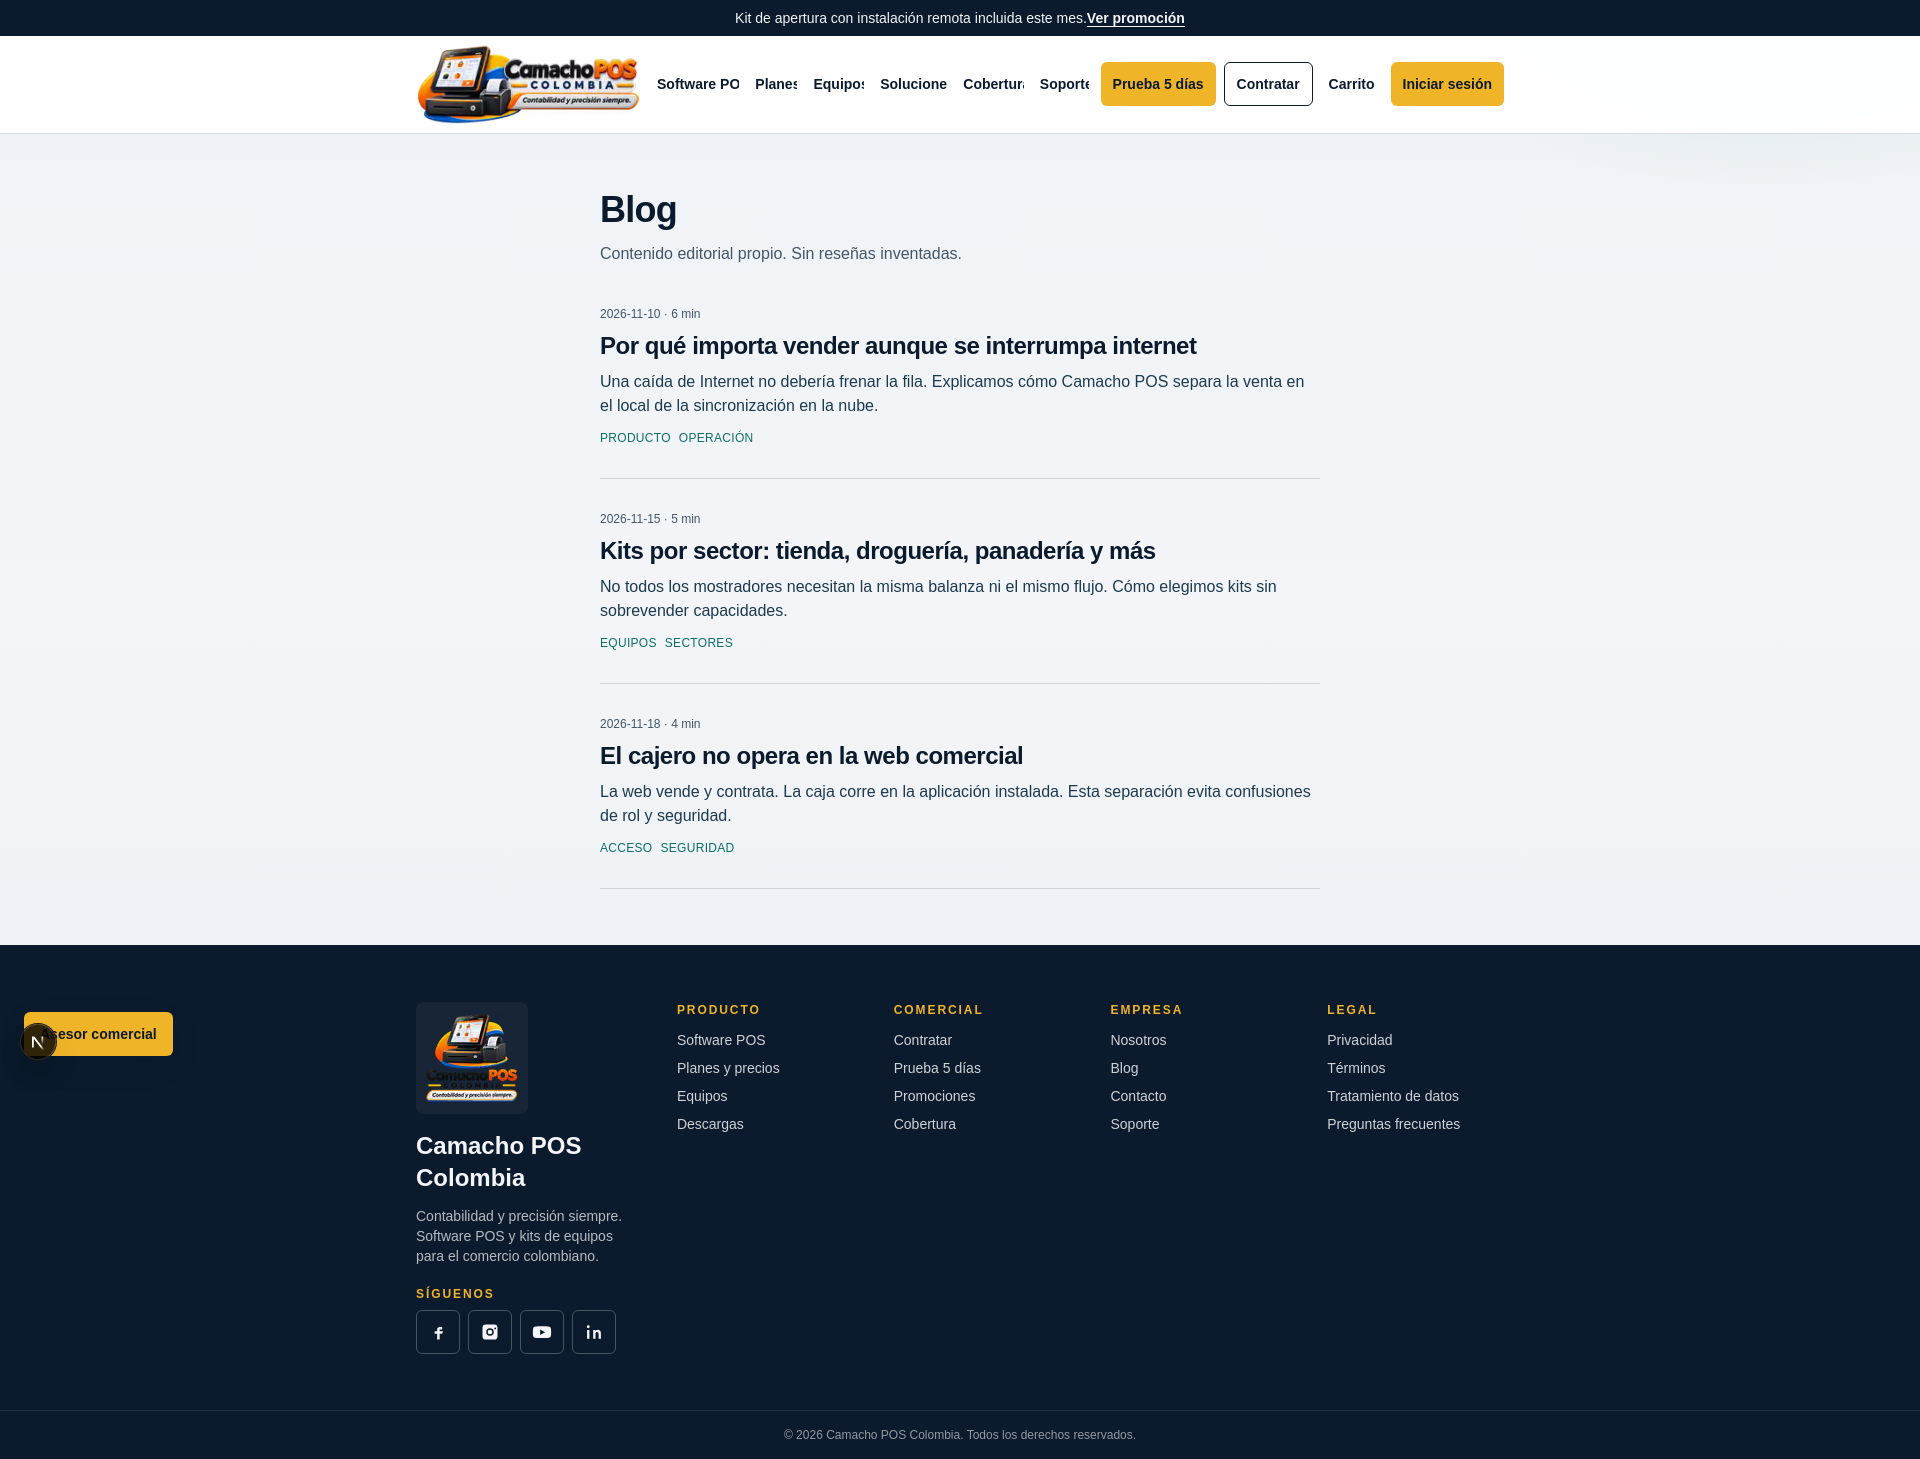 Kit de apertura con instalación remota incluida este mes.Ver promoción
CamachoPOS
COLOMBIA
Contabilidad y precisión siempre.
Software PO
Planes
Equipos
Solucione
Cobertura
Soporte
Prueba 5 días
Contratar
Carrito
Iniciar sesión
Blog
Contenido editorial propio. Sin reseñas inventadas.
2026-11-10 · 6 min
Por qué importa vender aunque se interrumpa internet
Una caída de Internet no debería frenar la fila. Explicamos cómo Camacho POS separa la venta en
el local de la sincronización en la nube.
PRODUCTO OPERACIÓN
2026-11-15 · 5 min
Kits por sector: tienda, droguería, panadería y más
No todos los mostradores necesitan la misma balanza ni el mismo flujo. Cómo elegimos kits sin
sobrevender capacidades.
EQUIPOS SECTORES
2026-11-18 · 4 min
El cajero no opera en la web comercial
La web vende y contrata. La caja corre en la aplicación instalada. Esta separación evita confusiones
de rol y seguridad.
ACCESO SEGURIDAD
Asesor comercial
N
CamachoPOS
COLOMBIA
Contabilidad y precisión siempre.
Camacho POS
Colombia
Contabilidad y precisión siempre.
Software POS y kits de equipos
para el comercio colombiano.
SÍGUENOS
PRODUCTO
Software POS
Planes y precios
Equipos
Descargas
COMERCIAL
Contratar
Prueba 5 días
Promociones
Cobertura
EMPRESA
Nosotros
Blog
Contacto
Soporte
LEGAL
Privacidad
Términos
Tratamiento de datos
Preguntas frecuentes
© 2026 Camacho POS Colombia. Todos los derechos reservados.